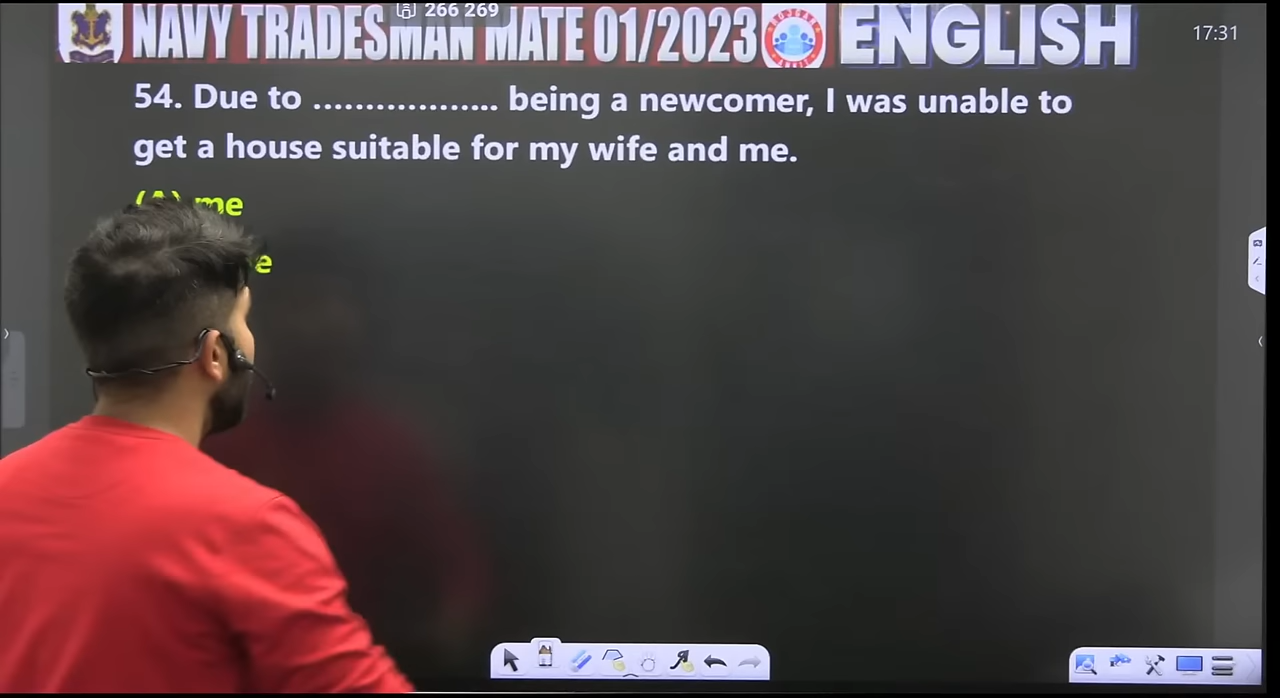 266 269
NAVY TRADESMAN MATE 01/2023 ENGLISH
17:31
54. Due to .................. being a newcomer, I was unable to
get a house suitable for my wife and me.
(A) me